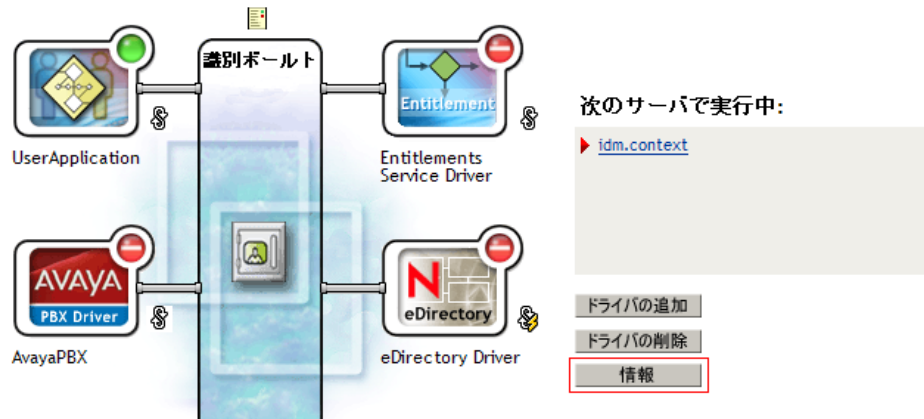 識別ボールト
Entitlement
UserApplication
Entitlements
Service Driver
AVAYA
PBX Driver
AvayaPBX
N
eDirectory
eDirectory Driver
次のサーバで実行中:
idm.context
ドライバの追加
ドライバの削除
情報